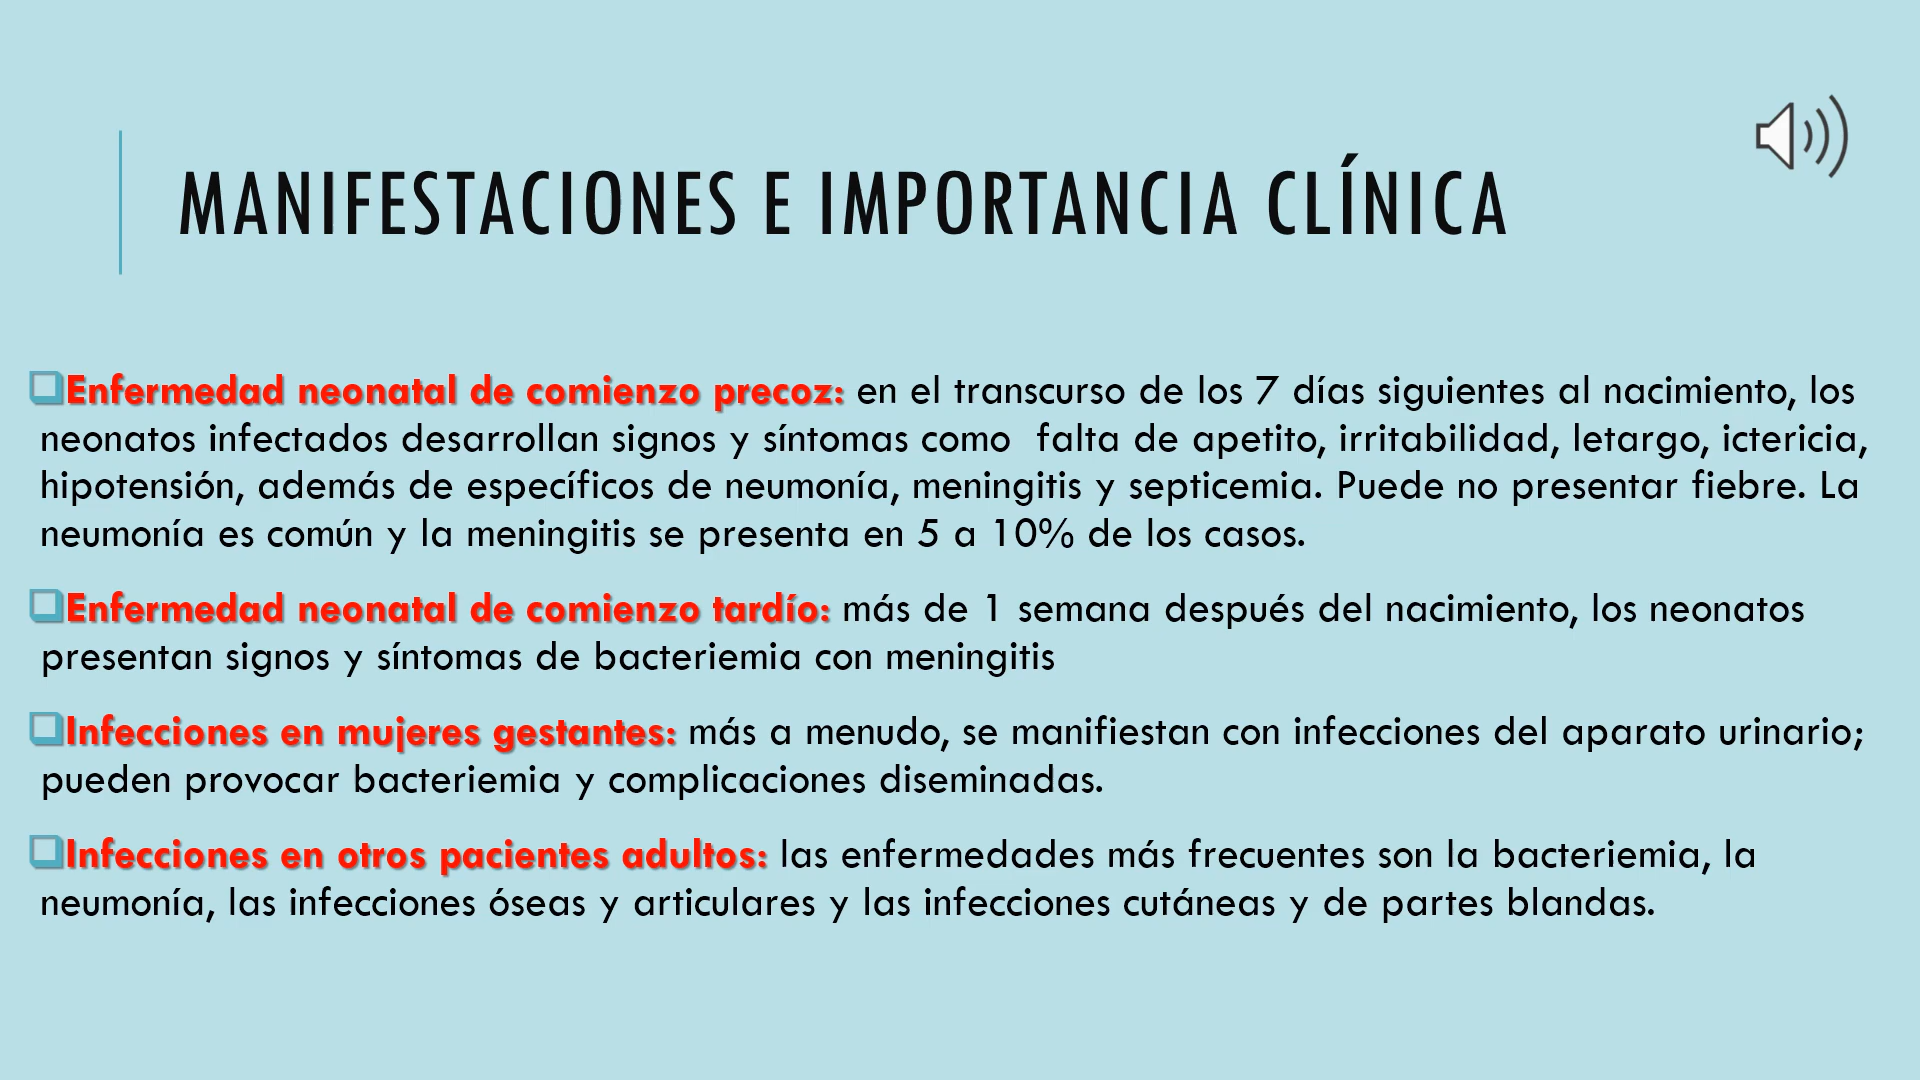 MANIFESTACIONES E IMPORTANCIA CLÍNICA
Enfermedad neonatal de comienzo precoz: en el transcurso de los 7 días siguientes al nacimiento, los
neonatos infectados desarrollan signos y síntomas como falta de apetito, irritabilidad, letargo, ictericia,
hipotensión, además de específicos de neumonía, meningitis y septicemia. Puede no presentar fiebre. La
neumonía es común y la meningitis se presenta en 5 a 10% de los casos.
Enfermedad neonatal de comienzo tardío: más de 1 semana después del nacimiento, los neonatos
presentan signos y síntomas de bacteriemia con meningitis
Infecciones en mujeres gestantes: más a menudo, se manifiestan con infecciones del aparato urinario;
pueden provocar bacteriemia y complicaciones diseminadas.
Infecciones en otros pacientes adultos: las enfermedades más frecuentes son la bacteriemia, la
neumonía, las infecciones óseas y articulares y las infecciones cutáneas y de partes blandas.